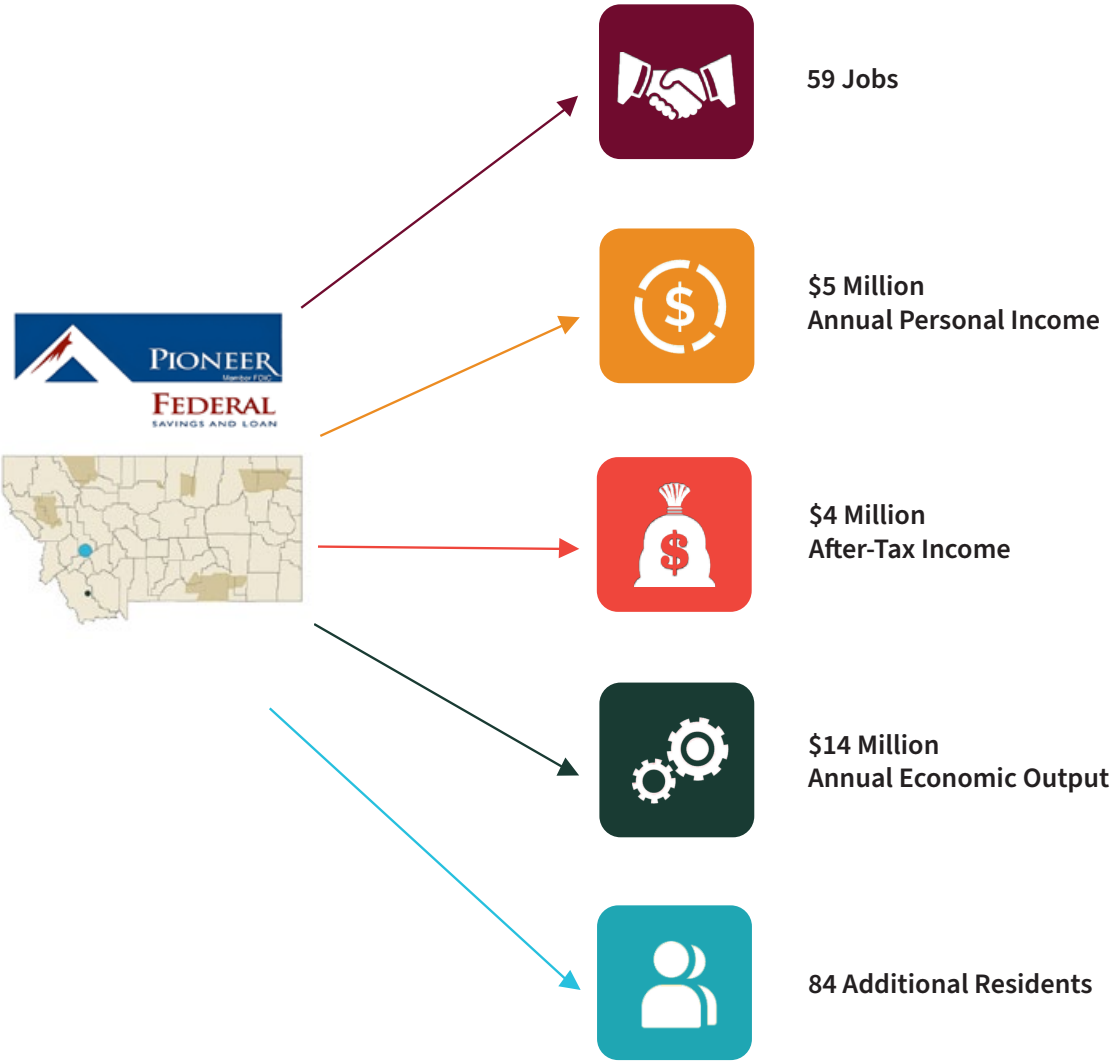 59 Jobs
$
$5 Million
Annual Personal Income
PIONEER
Member FDIC
FEDERAL
SAVINGS AND LOAN
$
$4 Million
After-Tax Income
$14 Million
Annual Economic Output
84 Additional Residents